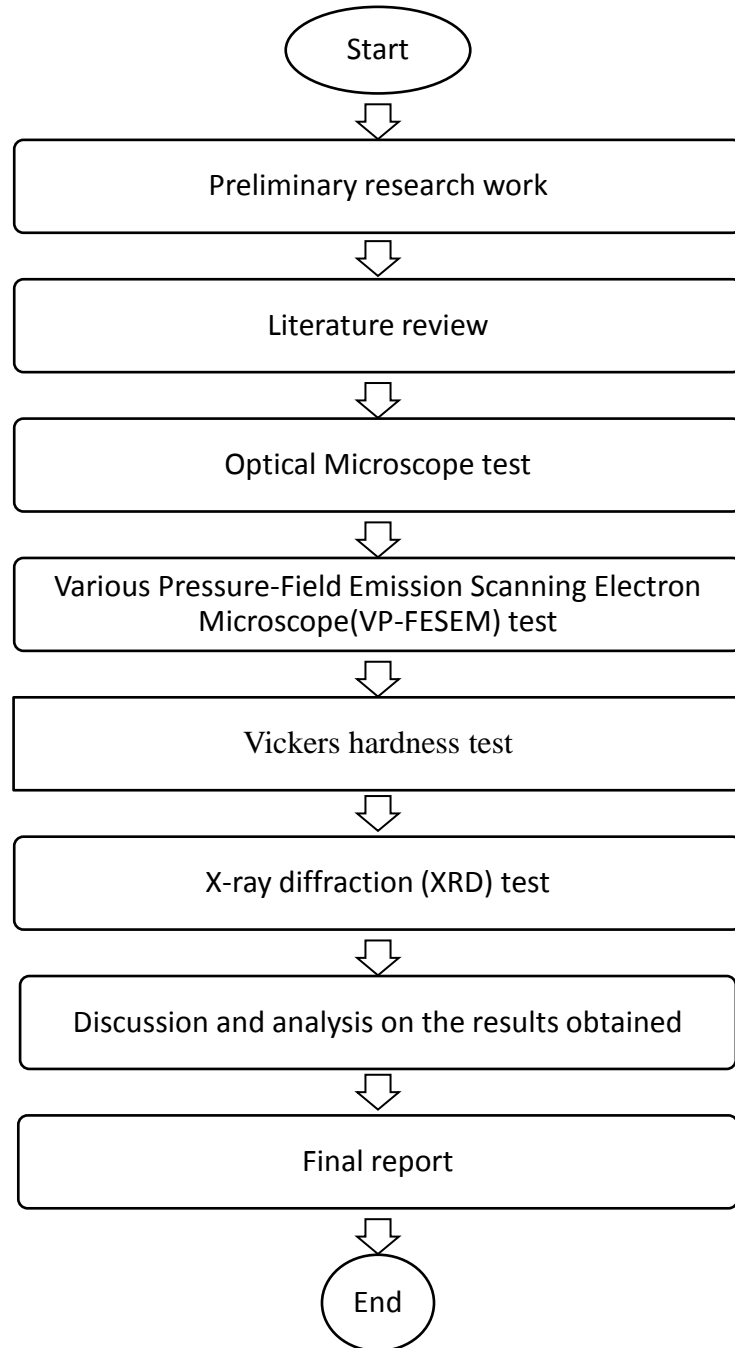 Start
Preliminary research work
Literature review
Optical Microscope test
Various Pressure-Field Emission Scanning Electron
Microscope(VP-FESEM) test
Vickers hardness test
X-ray diffraction (XRD) test
Discussion and analysis on the results obtained
Final report
End